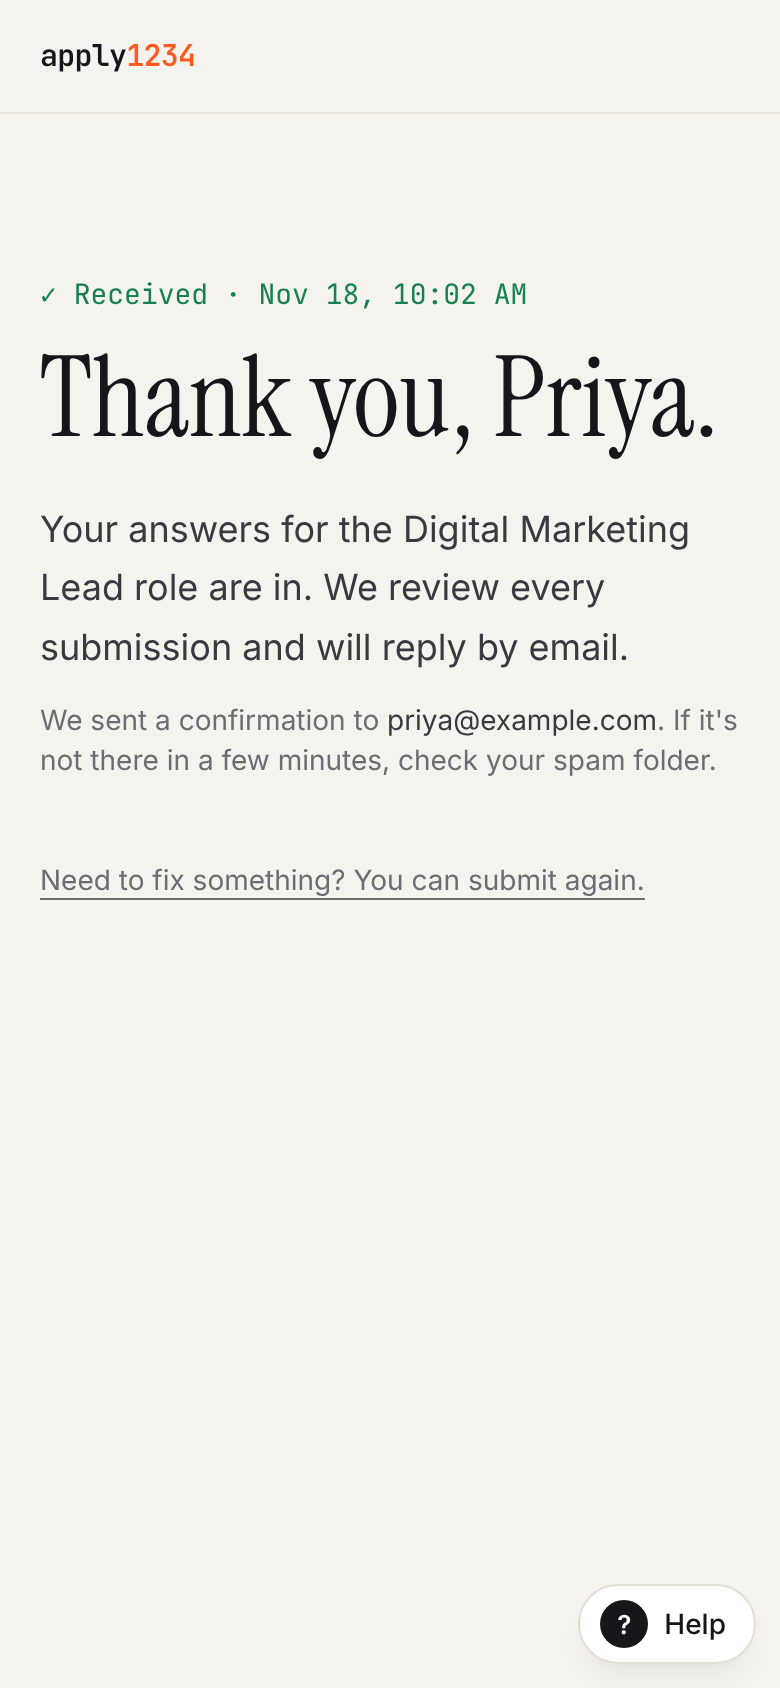 apply1234
✓ Received · Nov 18, 10:02 AM
Thank you, Priya.
Your answers for the Digital Marketing
Lead role are in. We review every
submission and will reply by email.
We sent a confirmation to priya@example.com. If it's
not there in a few minutes, check your spam folder.
Need to fix something? You can submit again.
? Help